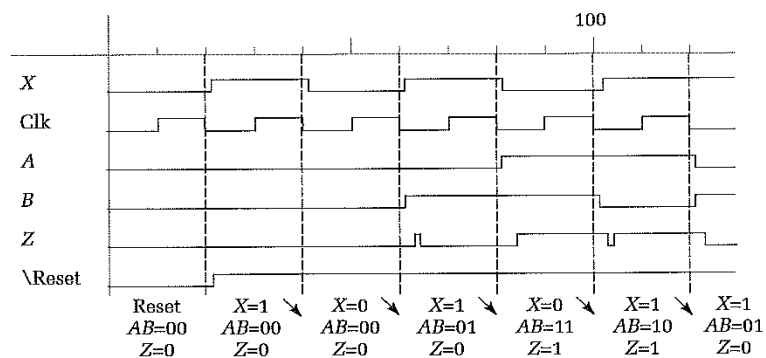 100
X
Clk
A
B
Z
\Reset
Reset X=1 X=0 X=1 X=0 X=1 X=1
AB=00 AB=00 AB=00 AB=01 AB=11 AB=10 AB=01
Z=0 Z=0 Z=0 Z=0 Z=1 Z=1 Z=0